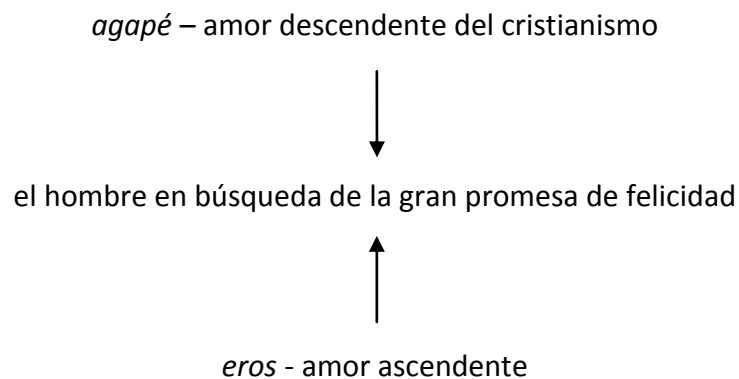 agapé – amor descendente del cristianismo
el hombre en búsqueda de la gran promesa de felicidad
eros - amor ascendente